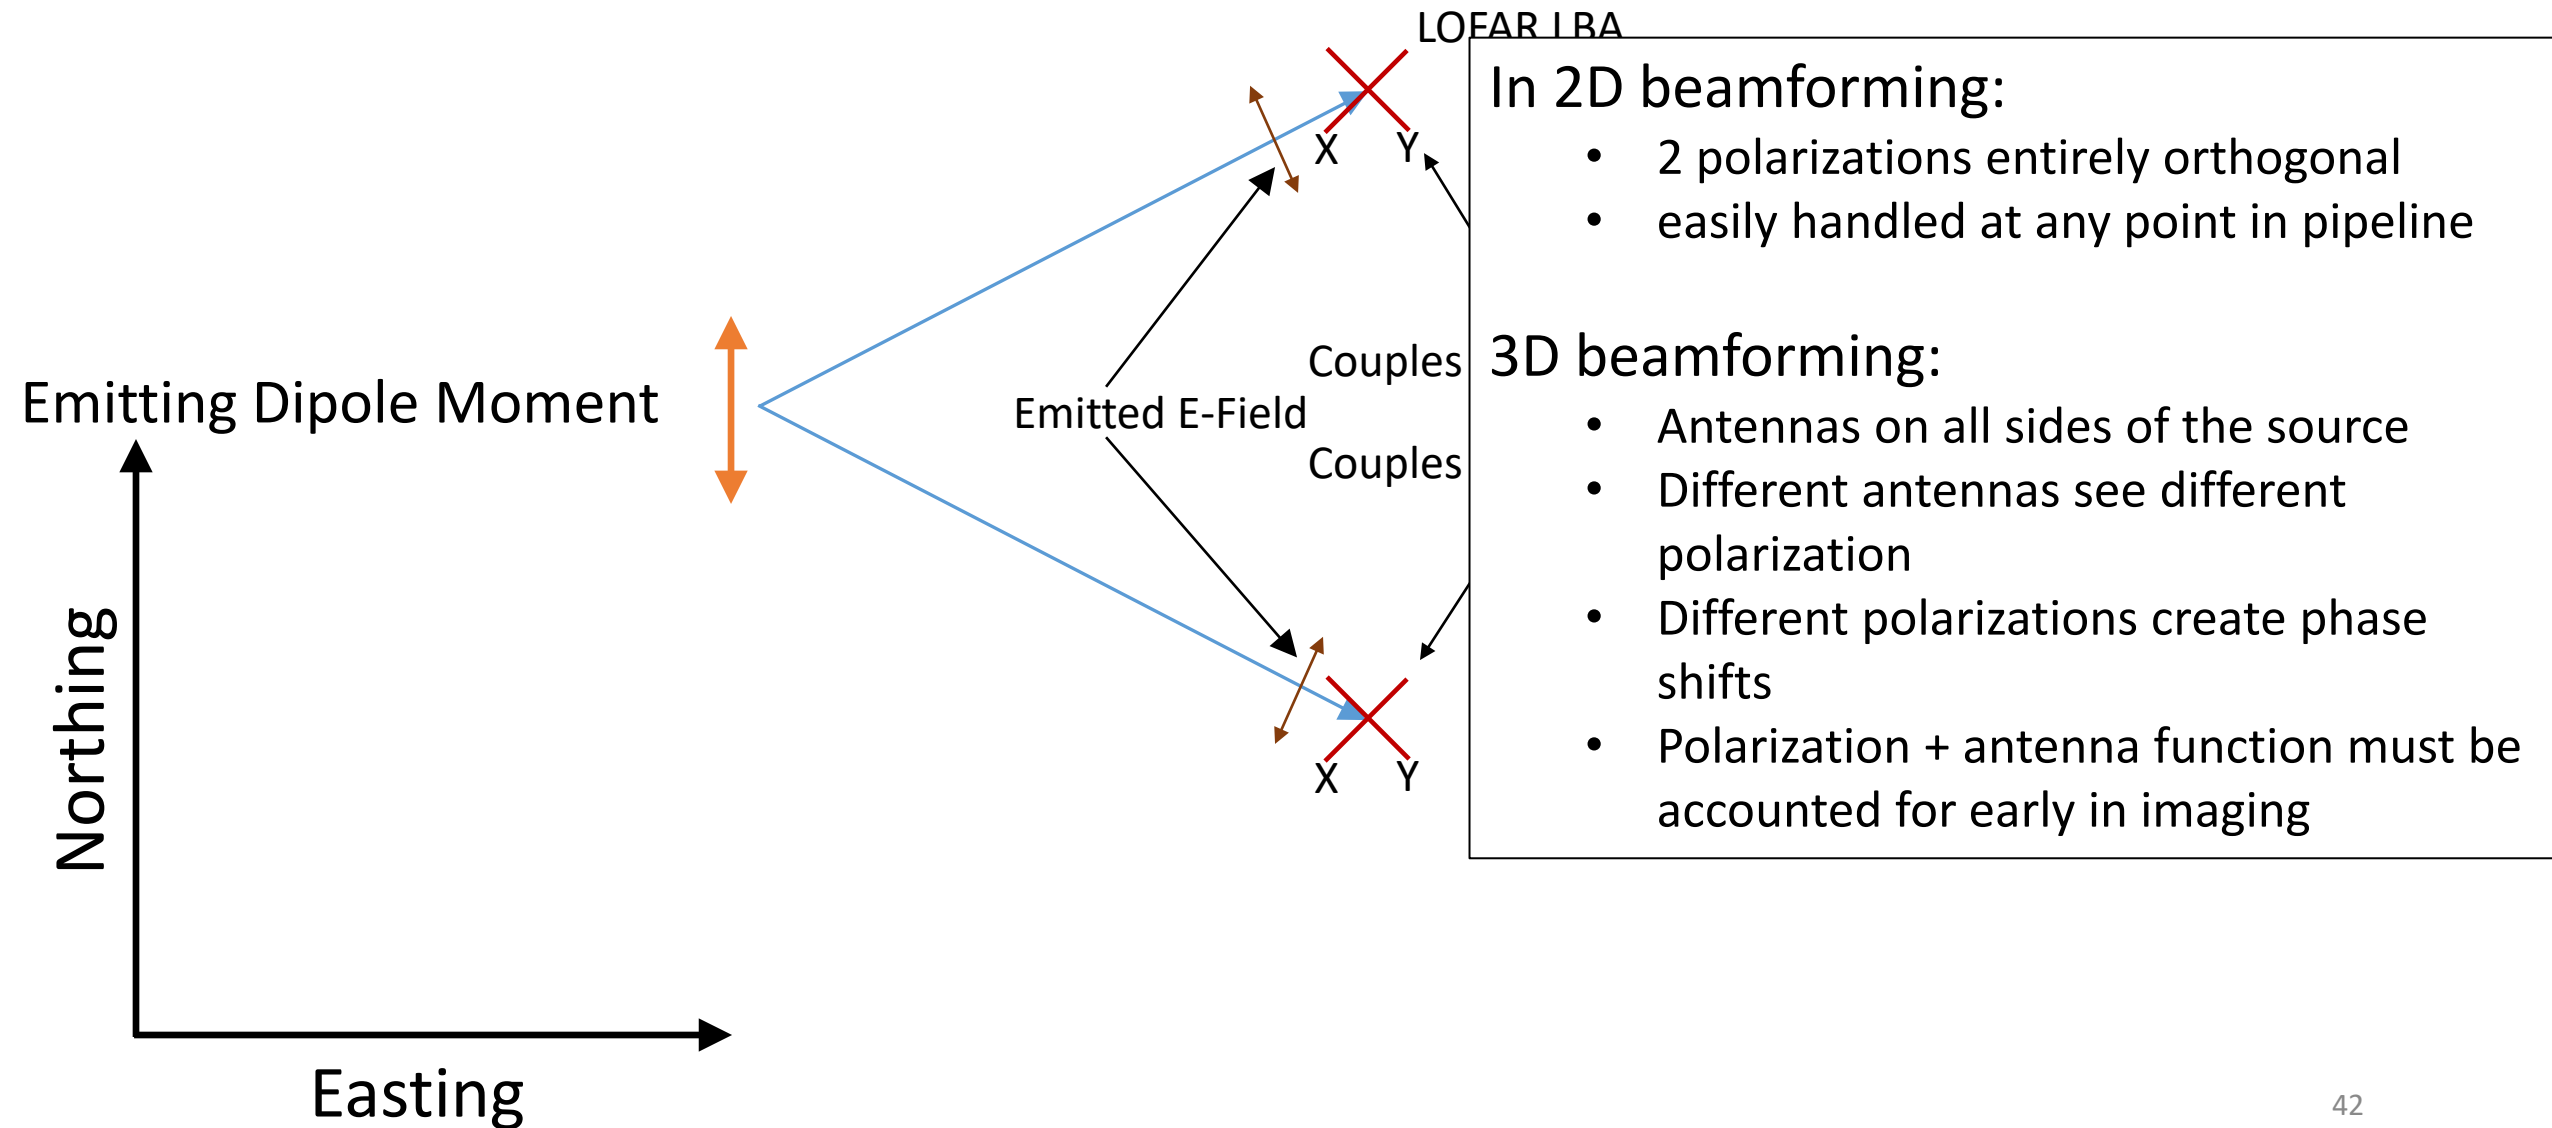 LOFAR LBA
In 2D beamforming:
• 2 polarizations entirely orthogonal
• easily handled at any point in pipeline
3D beamforming:
• Antennas on all sides of the source
• Different antennas see different
polarization
• Different polarizations create phase
shifts
• Polarization + antenna function must be
accounted for early in imaging
X Y
Couples
Emitting Dipole Moment
Emitted E-Field
Couples
X Y
Northing
Easting
42